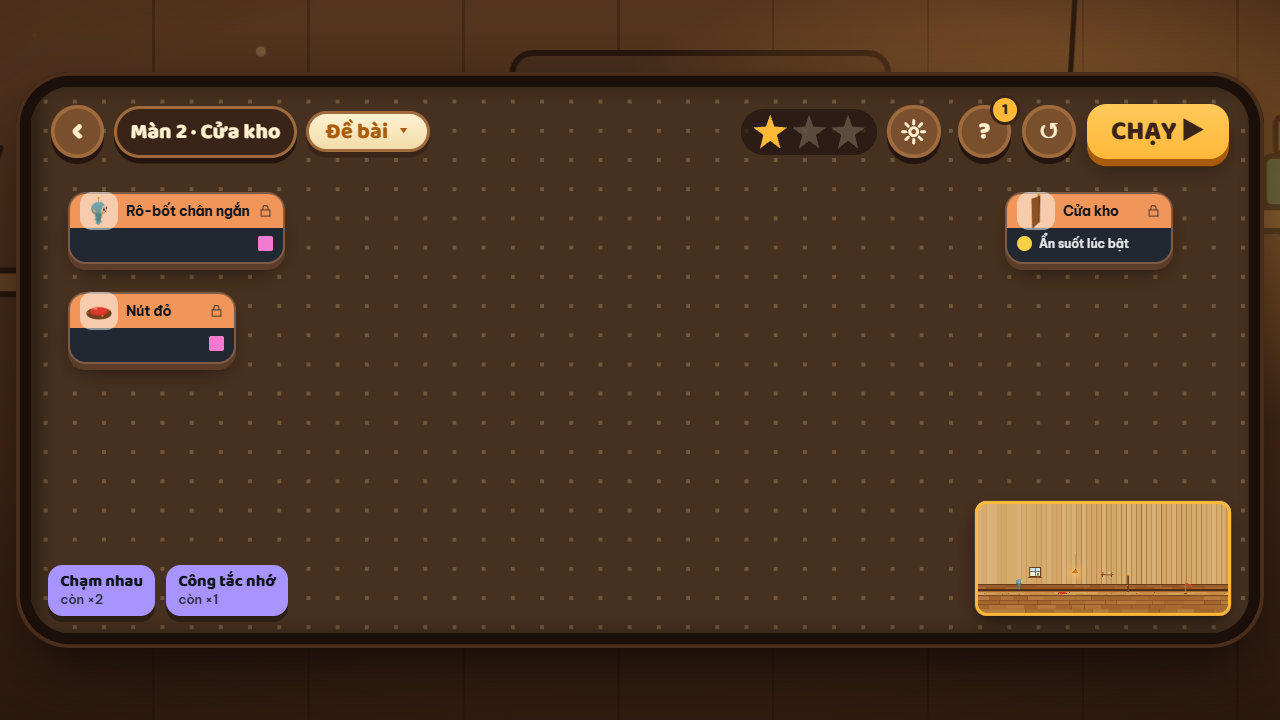 Màn 2 · Cửa kho
Đề bài
1
?
CHẠY
Rô-bốt chân ngắn
Cửa kho
Ẩn suốt lúc bật
Nút đỏ
Chạm nhau
còn ×2
Công tắc nhớ
còn ×1